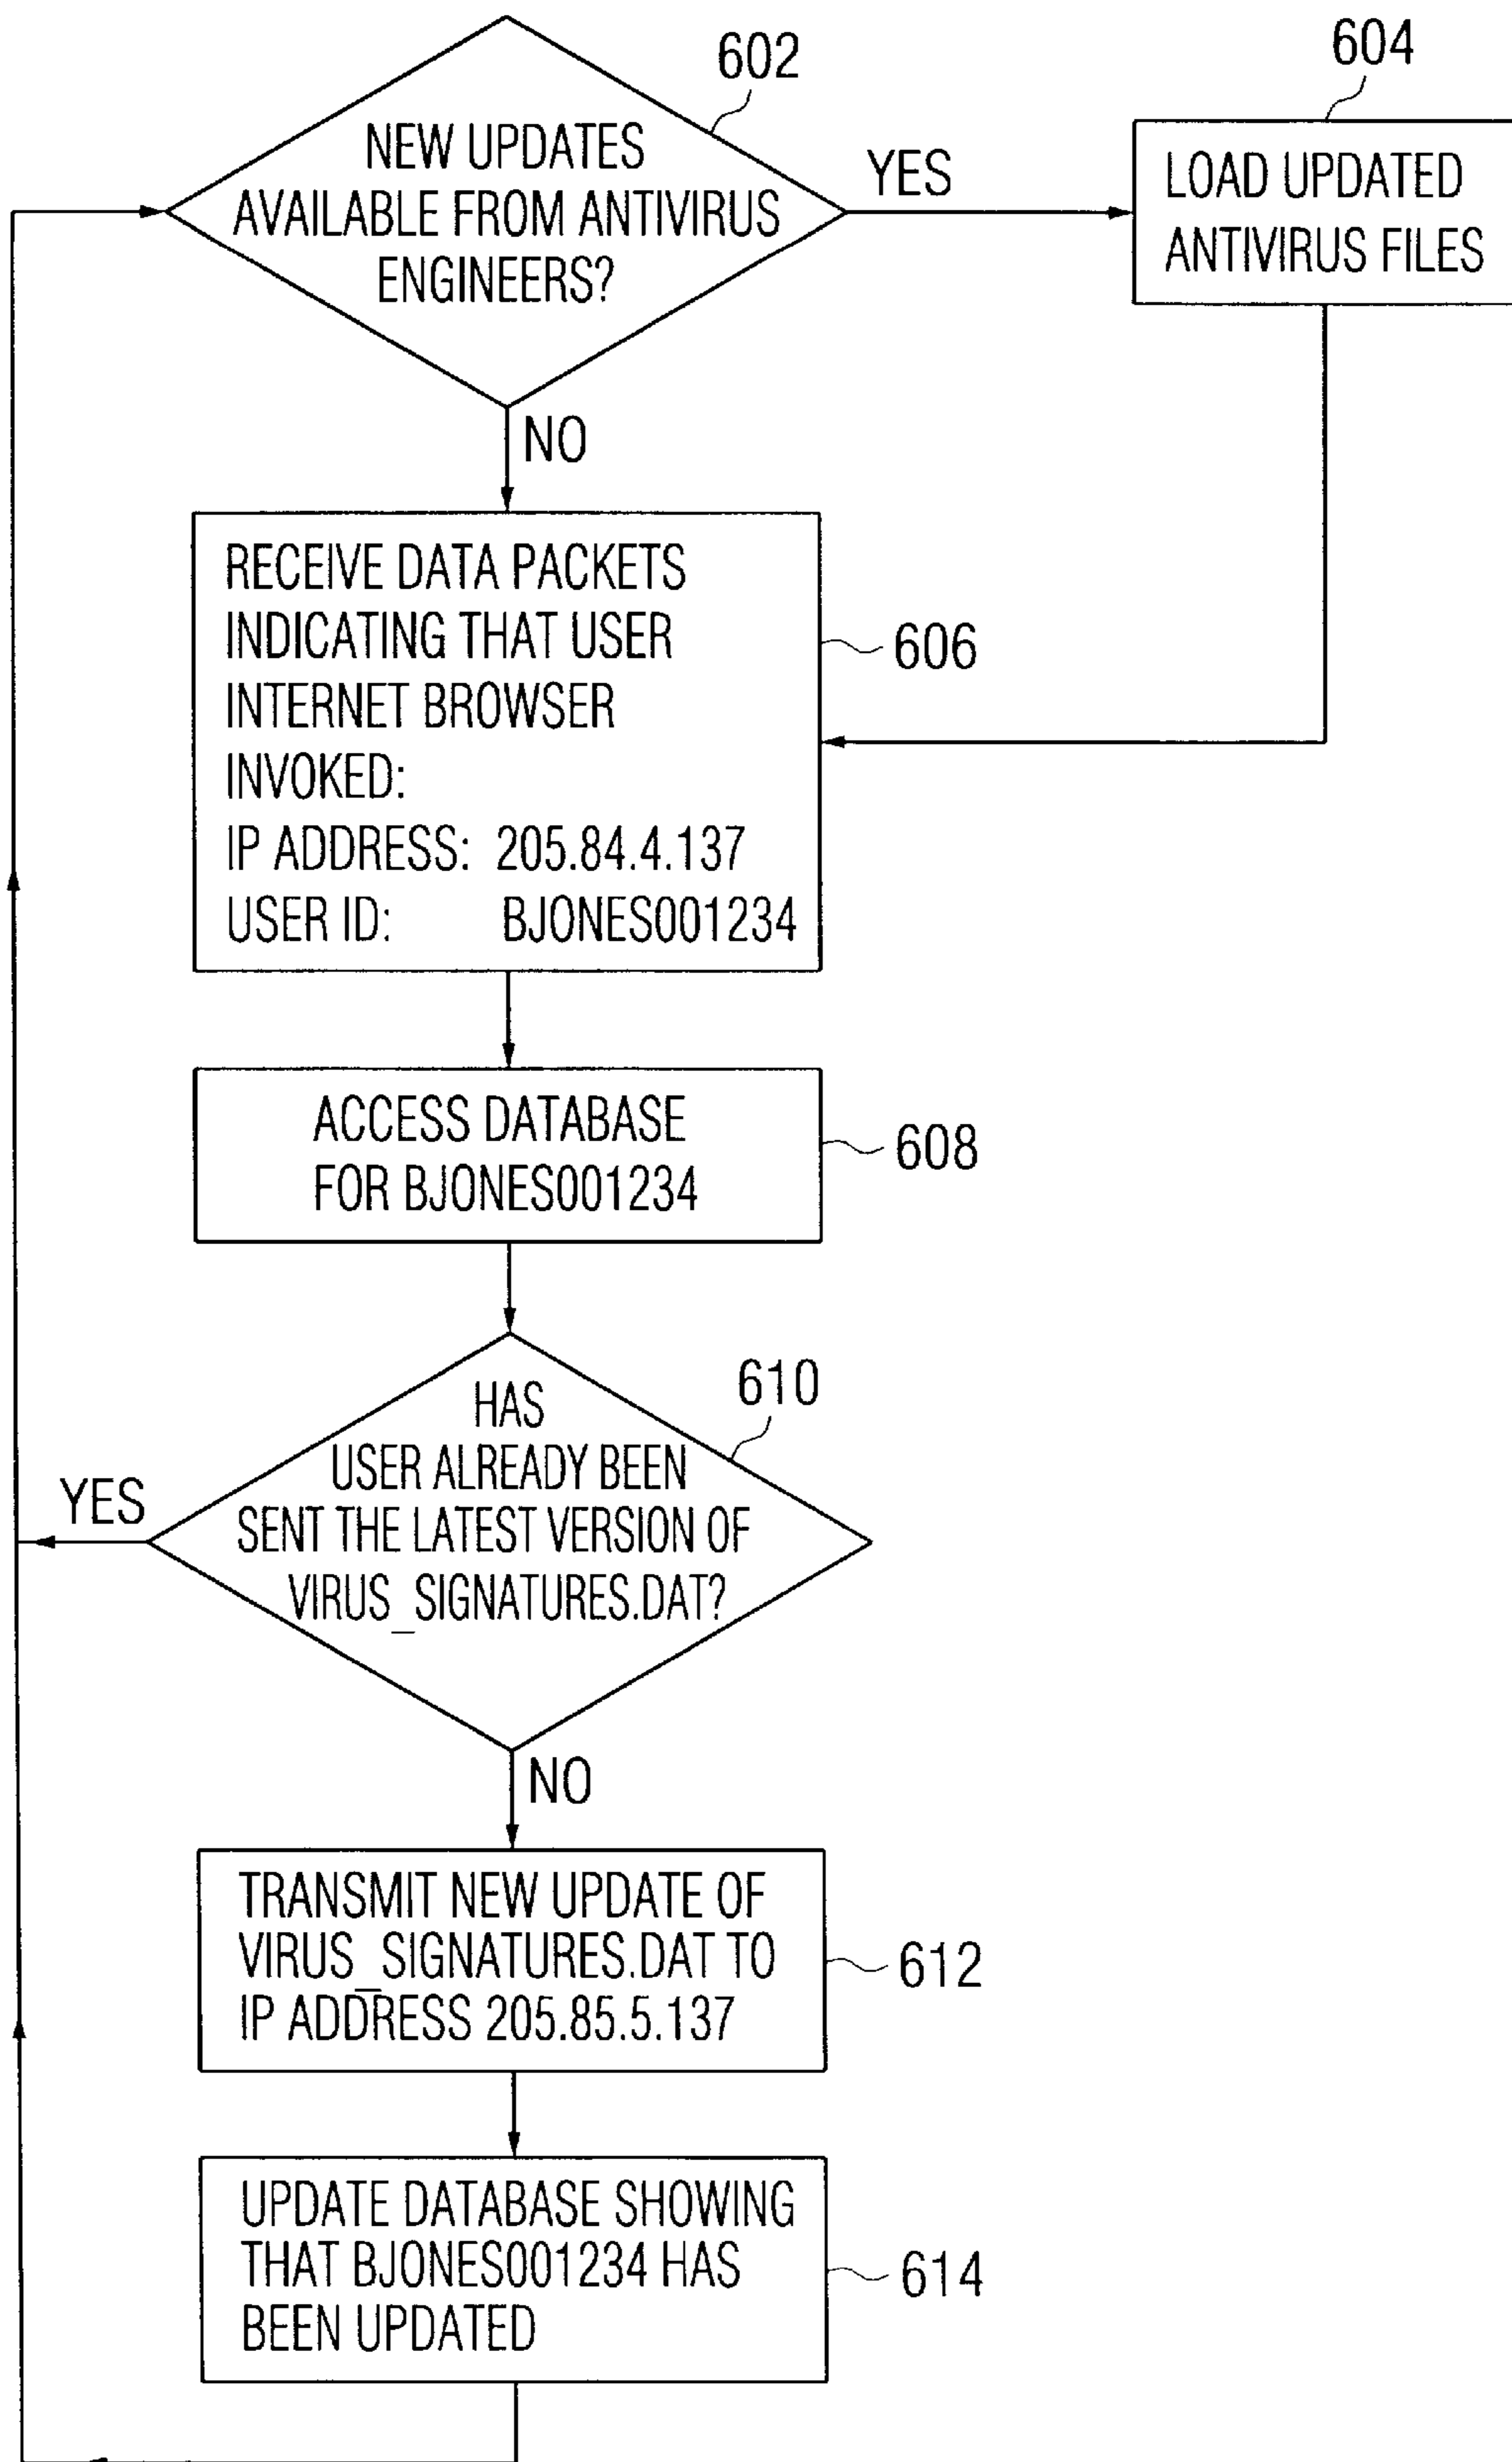 602
NEW UPDATES
AVAILABLE FROM ANTIVIRUS
ENGINEERS?
YES
604
LOAD UPDATED
ANTIVIRUS FILES
NO
RECEIVE DATA PACKETS
INDICATING THAT USER
INTERNET BROWSER
INVOKED:
IP ADDRESS: 205.84.4.137
USER ID: BJONES001234
606
ACCESS DATABASE
FOR BJONES001234
608
610
HAS
USER ALREADY BEEN
SENT THE LATEST VERSION OF
VIRUS_SIGNATURES.DAT?
YES
NO
TRANSMIT NEW UPDATE OF
VIRUS_SIGNATURES.DAT TO
IP ADDRESS 205.85.5.137
612
UPDATE DATABASE SHOWING
THAT BJONES001234 HAS
BEEN UPDATED
614